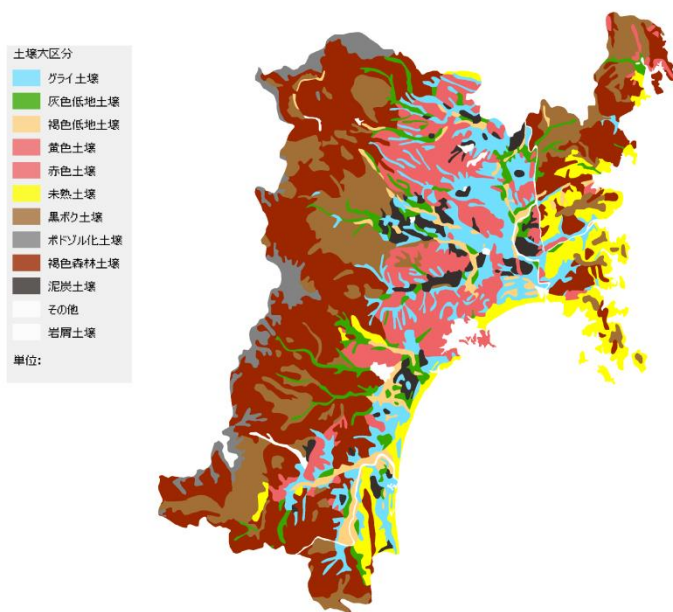 土壌大区分
グライ土壌
灰色低地土壌
褐色低地土壌
黄色土壌
赤色土壌
未熟土壌
黒ボク土壌
ポドゾル化土壌
褐色森林土壌
泥炭土壌
その他
岩屑土壌
単位: